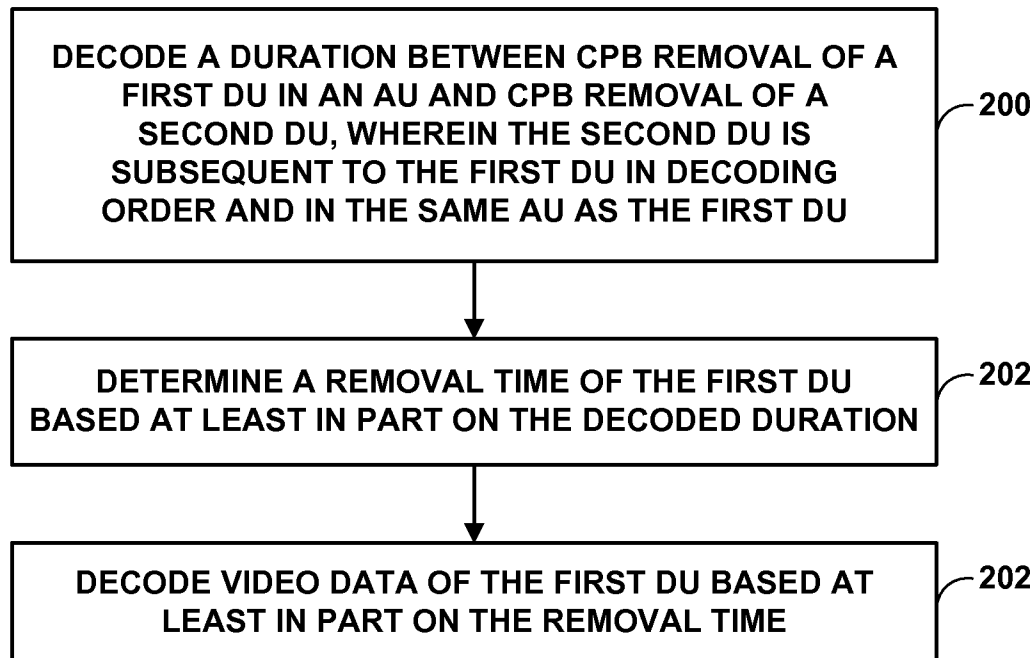 DECODE A DURATION BETWEEN CPB REMOVAL OF A
FIRST DU IN AN AU AND CPB REMOVAL OF A
SECOND DU, WHEREIN THE SECOND DU IS
SUBSEQUENT TO THE FIRST DU IN DECODING
ORDER AND IN THE SAME AU AS THE FIRST DU
200
DETERMINE A REMOVAL TIME OF THE FIRST DU
BASED AT LEAST IN PART ON THE DECODED DURATION
202
DECODE VIDEO DATA OF THE FIRST DU BASED AT
LEAST IN PART ON THE REMOVAL TIME
202